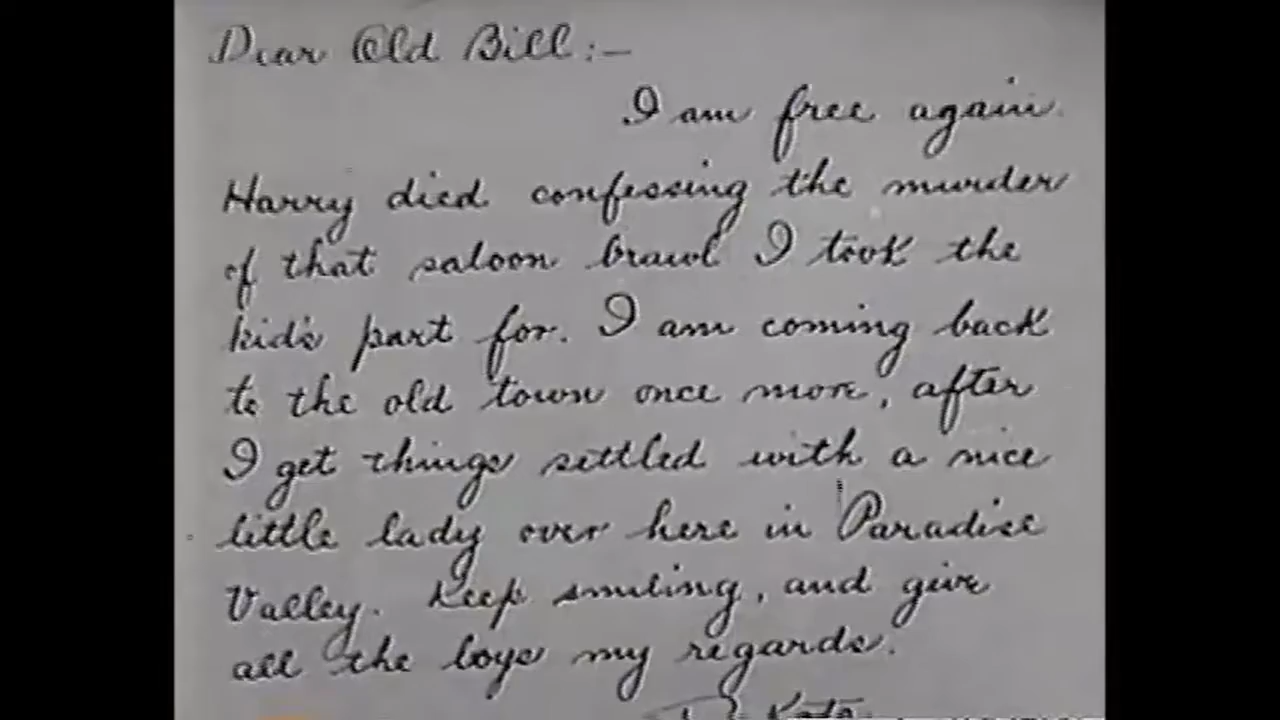 Dear Old Bill:-
I am free again.
Harry died confessing the murder
of that saloon brawl I took the
kid's part for. I am coming back
to the old town once more, after
I get things settled with a nice
little lady over here in Paradise
Valley. Keep smiling, and give
all the boys my regards.